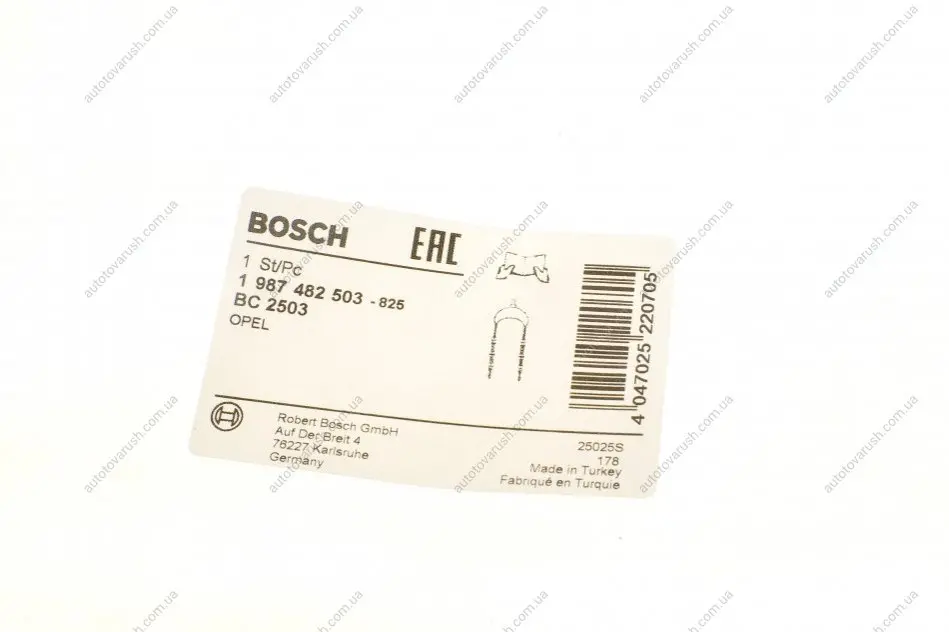 BOSCH EAC
1 St/Pc
1 987 482 503 - 825
BC 2503
OPEL
4 047025 220705
Robert Bosch GmbH
Auf Der Breit 4
76227 Karlsruhe
Germany
25025S
178
Made in Turkey
Fabriqué en Turquie
autotovarush.com.ua